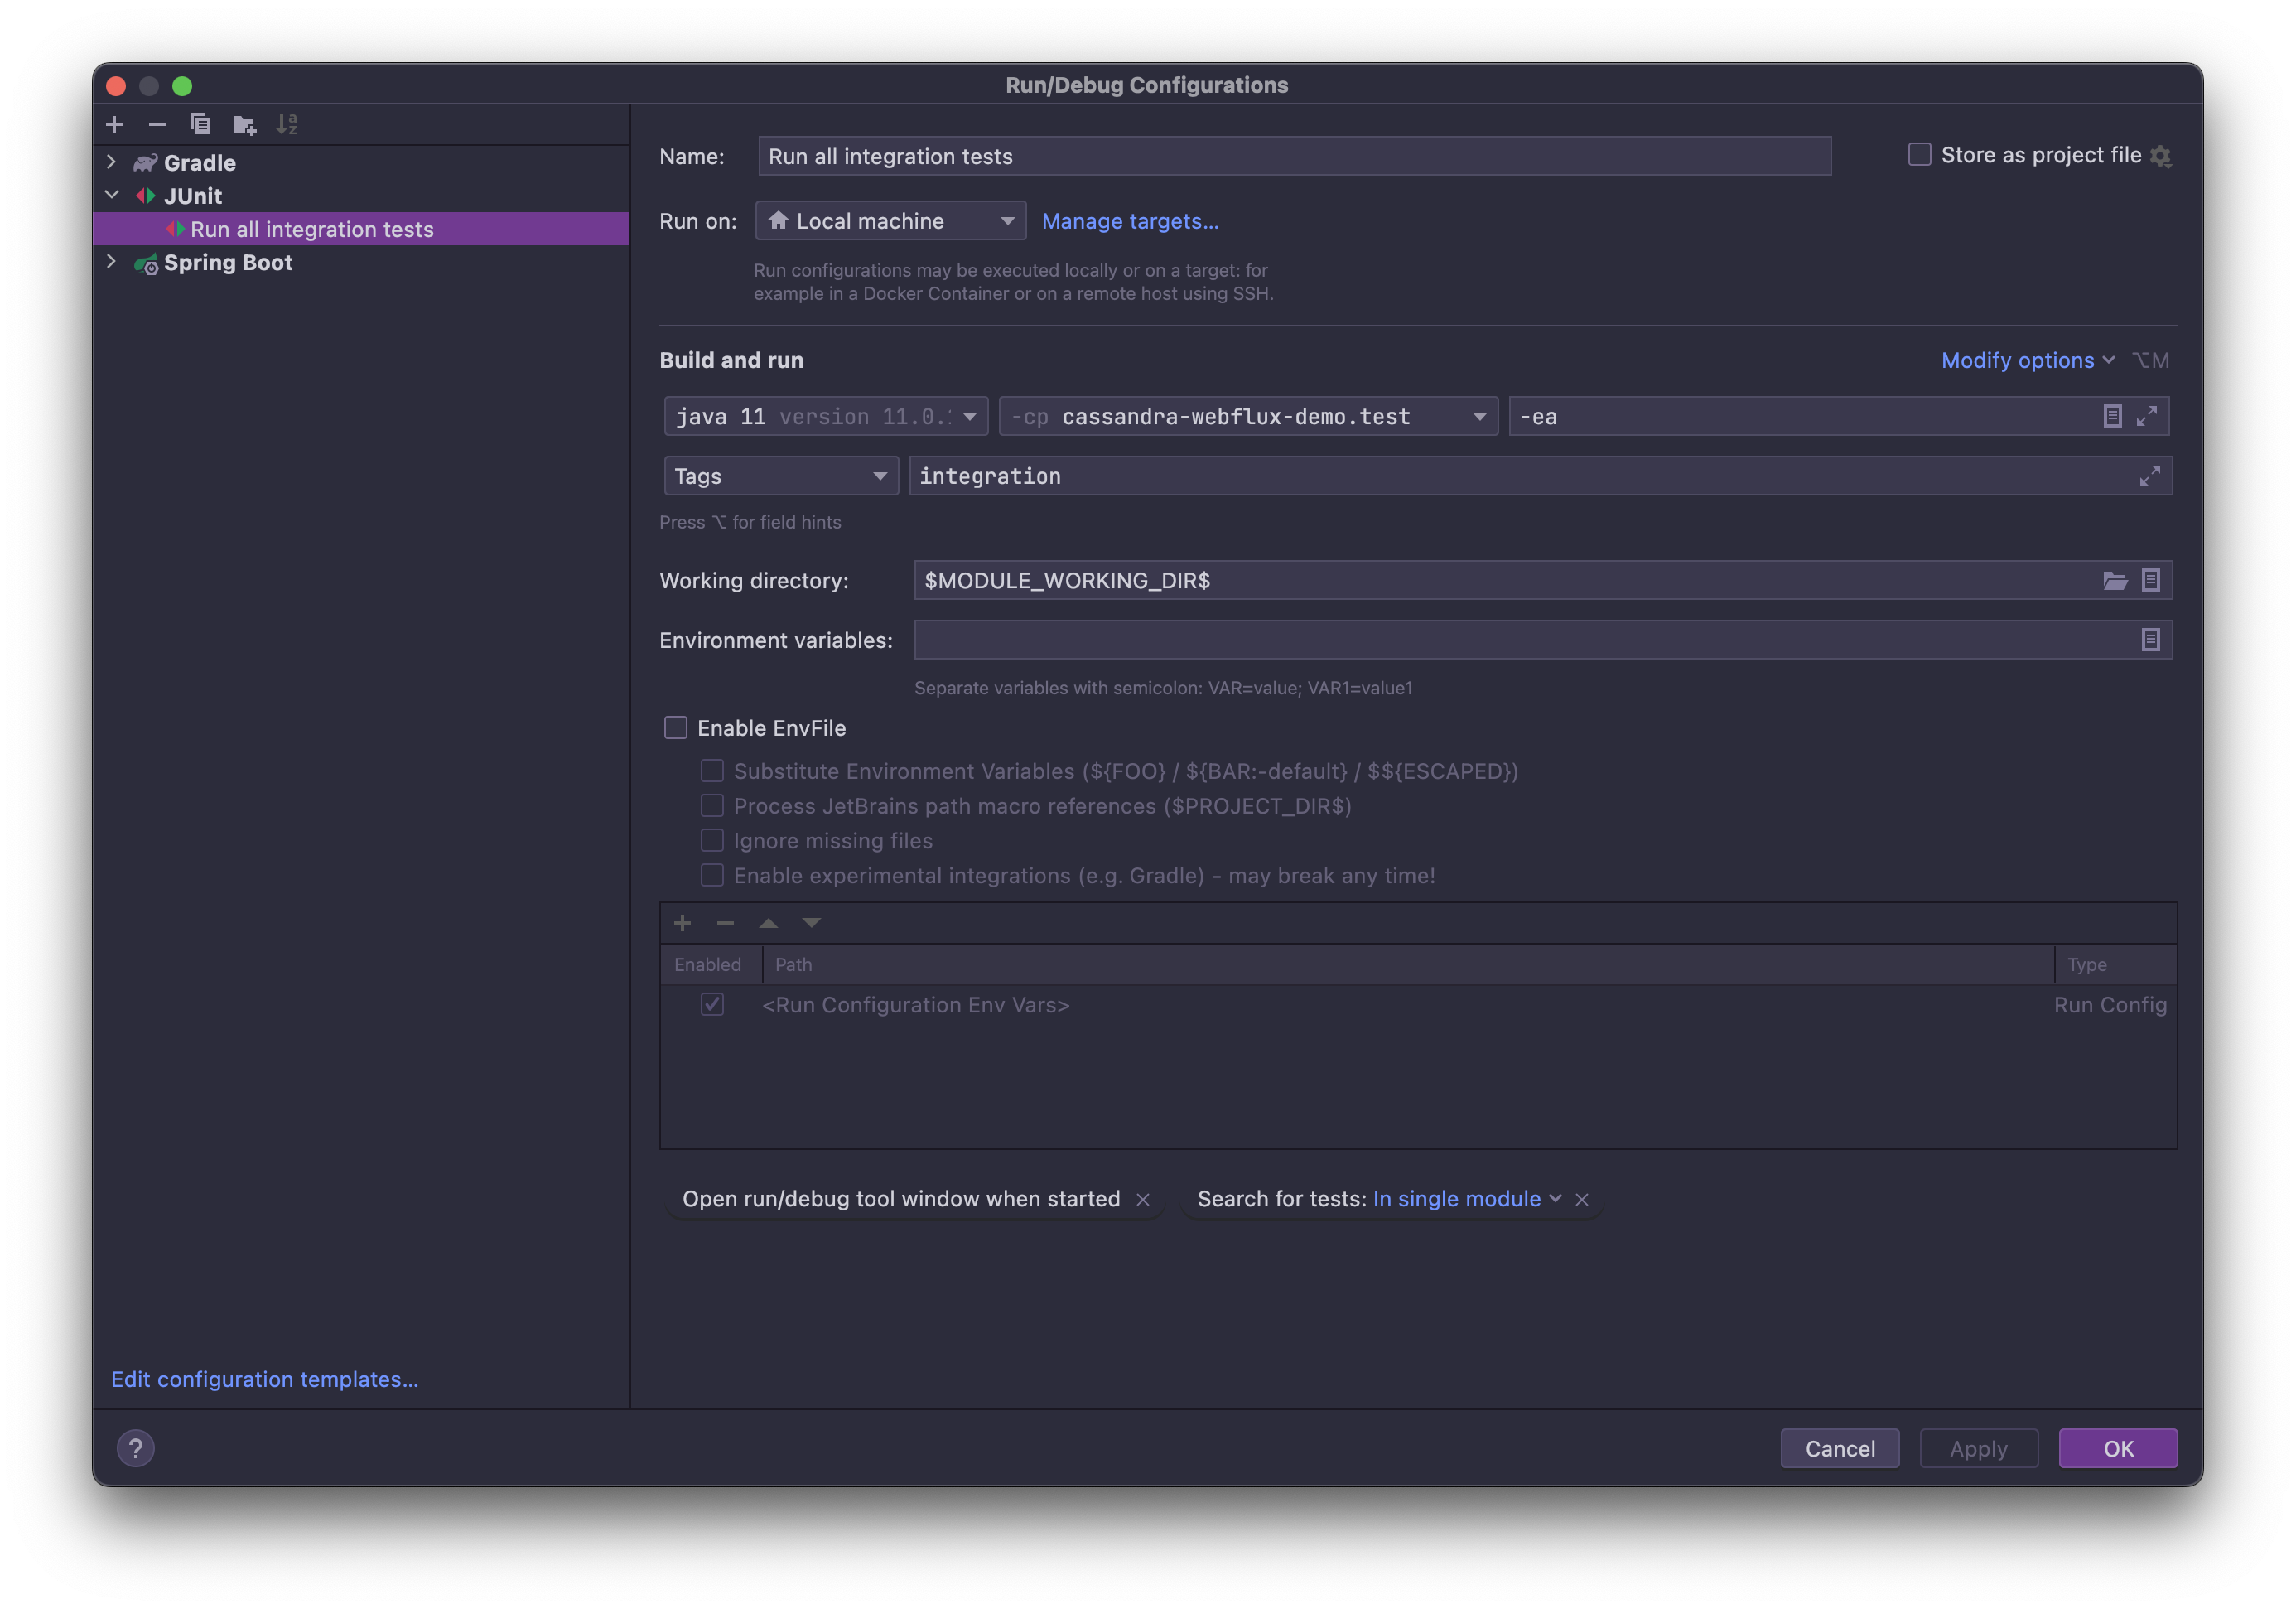 Run/Debug Configurations
Gradle
JUnit
Run all integration tests
Spring Boot
Edit configuration templates...
Name: Run all integration tests
Store as project file
Run on: Local machine Manage targets...
Run configurations may be executed locally or on a target: for
example in a Docker Container or on a remote host using SSH.
Build and run
Modify options ⌥M
java 11 version 11.0. -cp cassandra-webflux-demo.test -ea
Tags integration
Press ⌥ for field hints
Working directory: $MODULE_WORKING_DIR$
Environment variables:
Separate variables with semicolon: VAR=value; VAR1=value1
Enable EnvFile
Substitute Environment Variables (${FOO} / ${BAR:-default} / $${ESCAPED})
Process JetBrains path macro references ($PROJECT_DIR$)
Ignore missing files
Enable experimental integrations (e.g. Gradle) - may break any time!
Enabled Path Type
<Run Configuration Env Vars> Run Config
Open run/debug tool window when started
Search for tests: In single module
? Cancel Apply OK